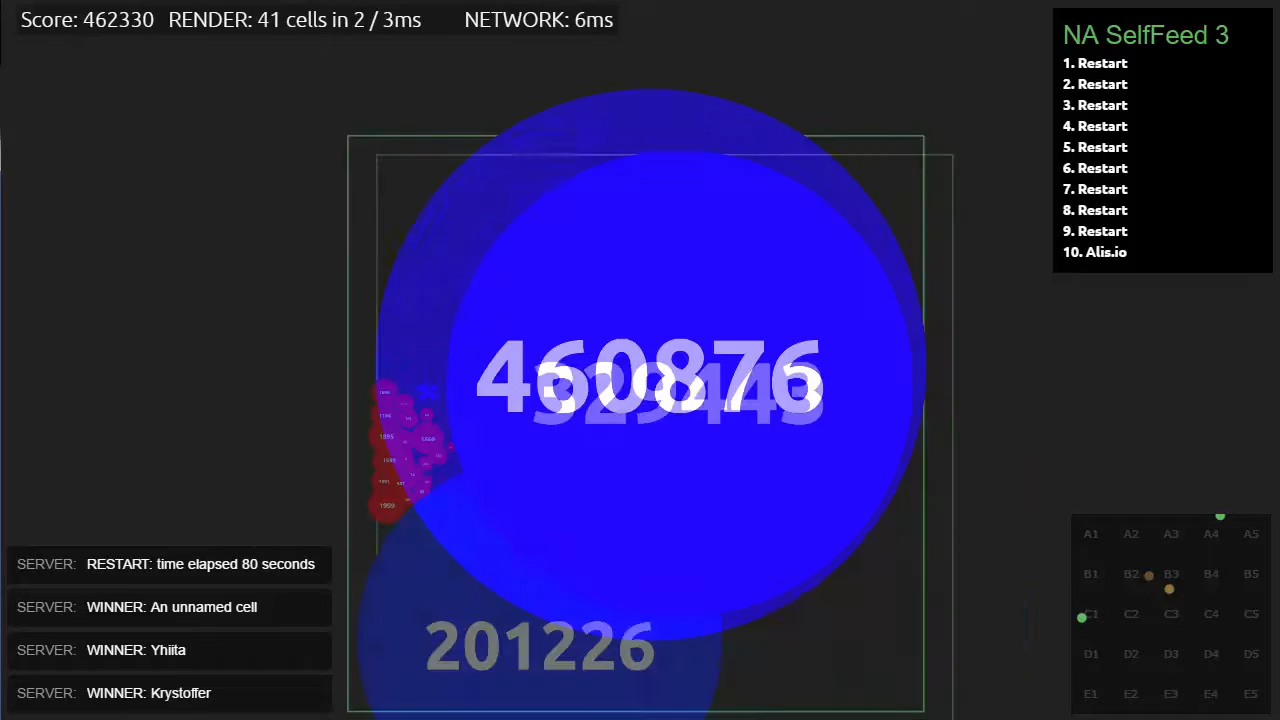 Score: 462330 RENDER: 41 cells in 2 / 3ms NETWORK: 6ms
NA SelfFeed 3
1. Restart
2. Restart
3. Restart
4. Restart
5. Restart
6. Restart
7. Restart
8. Restart
9. Restart
10. Alis.io
460876
329443
201226
1895
1999
SERVER: RESTART: time elapsed 80 seconds
SERVER: WINNER: An unnamed cell
SERVER: WINNER: Yhiita
SERVER: WINNER: Krystoffer
A1 A2 A3 A4 A5
B1 B2 B3 B4 B5
C1 C2 C3 C4 C5
D1 D2 D3 D4 D5
E1 E2 E3 E4 E5